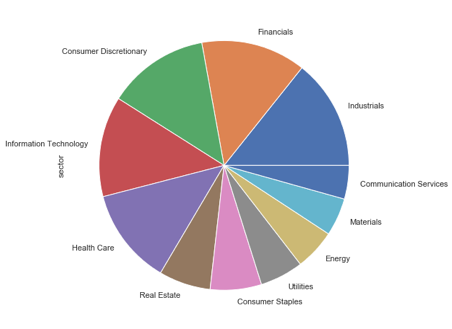 Financials
Consumer Discretionary
Industrials
Information Technology
sector
Communication Services
Materials
Health Care
Energy
Utilities
Real Estate
Consumer Staples